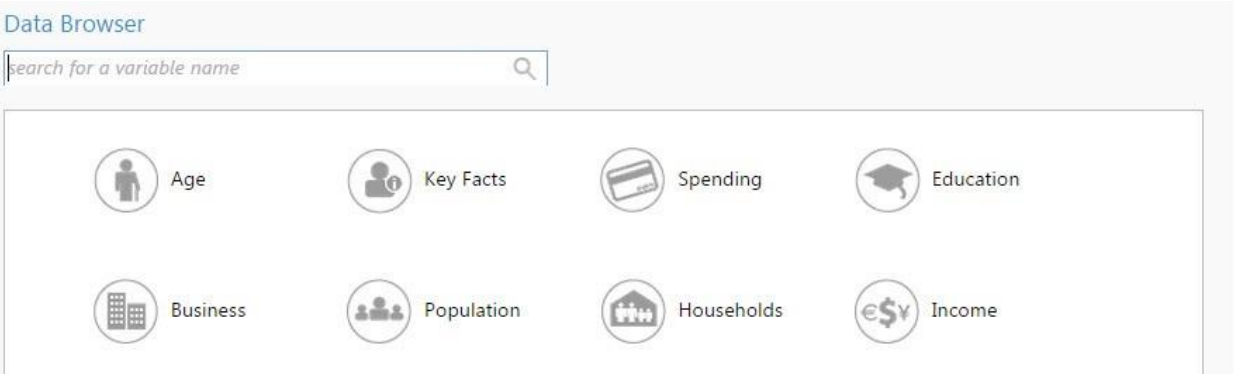 Data Browser
search for a variable name
Age Key Facts Spending Education
Business Population Households Income